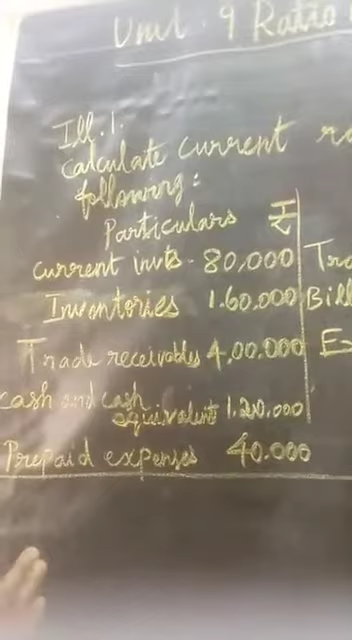 Unit 9 Ratio
Ill. 1.
Calculate current
following:
Particulars ₹
current invts. 80,000
Inventories 1.60.000 Bill
Trade receivables 4,00,000
cash and cash
equivalent 1,20,000
Prepaid expenses 40.000